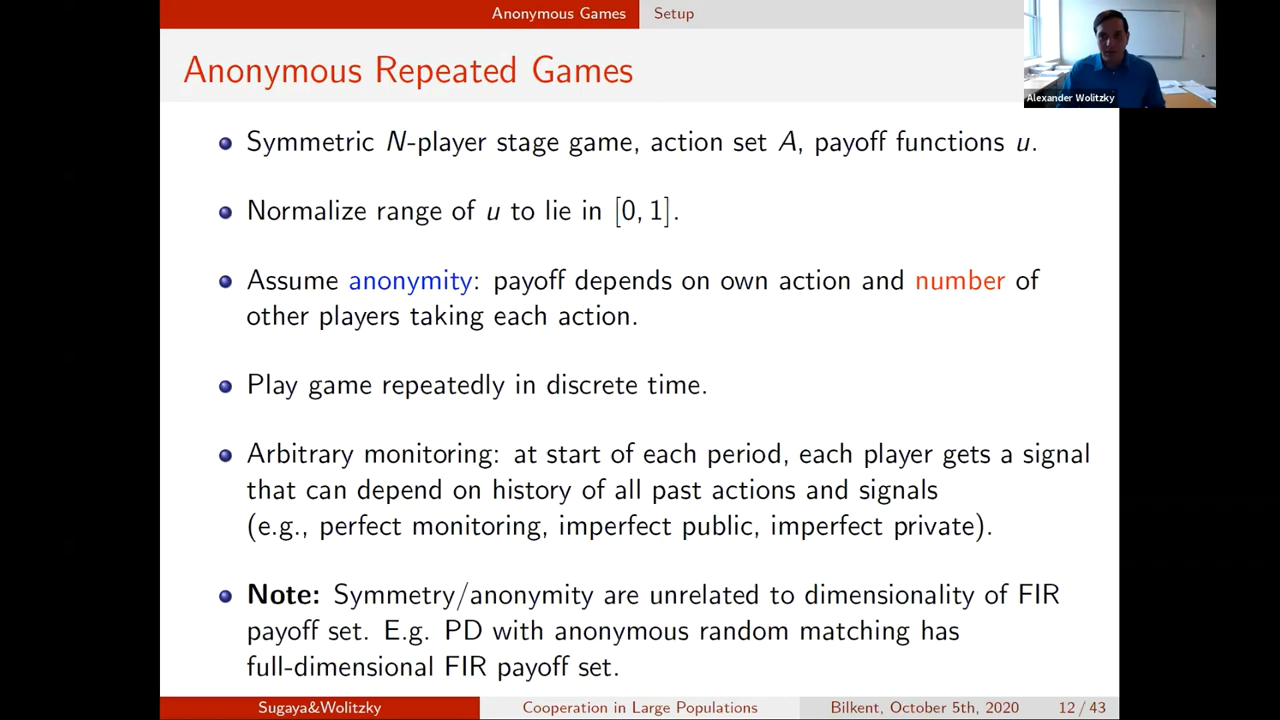 Anonymous Games Setup
Anonymous Repeated Games
Alexander Wolitzky
Symmetric N-player stage game, action set A, payoff functions u.
Normalize range of u to lie in [0, 1].
Assume anonymity: payoff depends on own action and number of
other players taking each action.
Play game repeatedly in discrete time.
Arbitrary monitoring: at start of each period, each player gets a signal
that can depend on history of all past actions and signals
(e.g., perfect monitoring, imperfect public, imperfect private).
Note: Symmetry/anonymity are unrelated to dimensionality of FIR
payoff set. E.g. PD with anonymous random matching has
full-dimensional FIR payoff set.
Sugaya&Wolitzky Cooperation in Large Populations Bilkent, October 5th, 2020 12 / 43